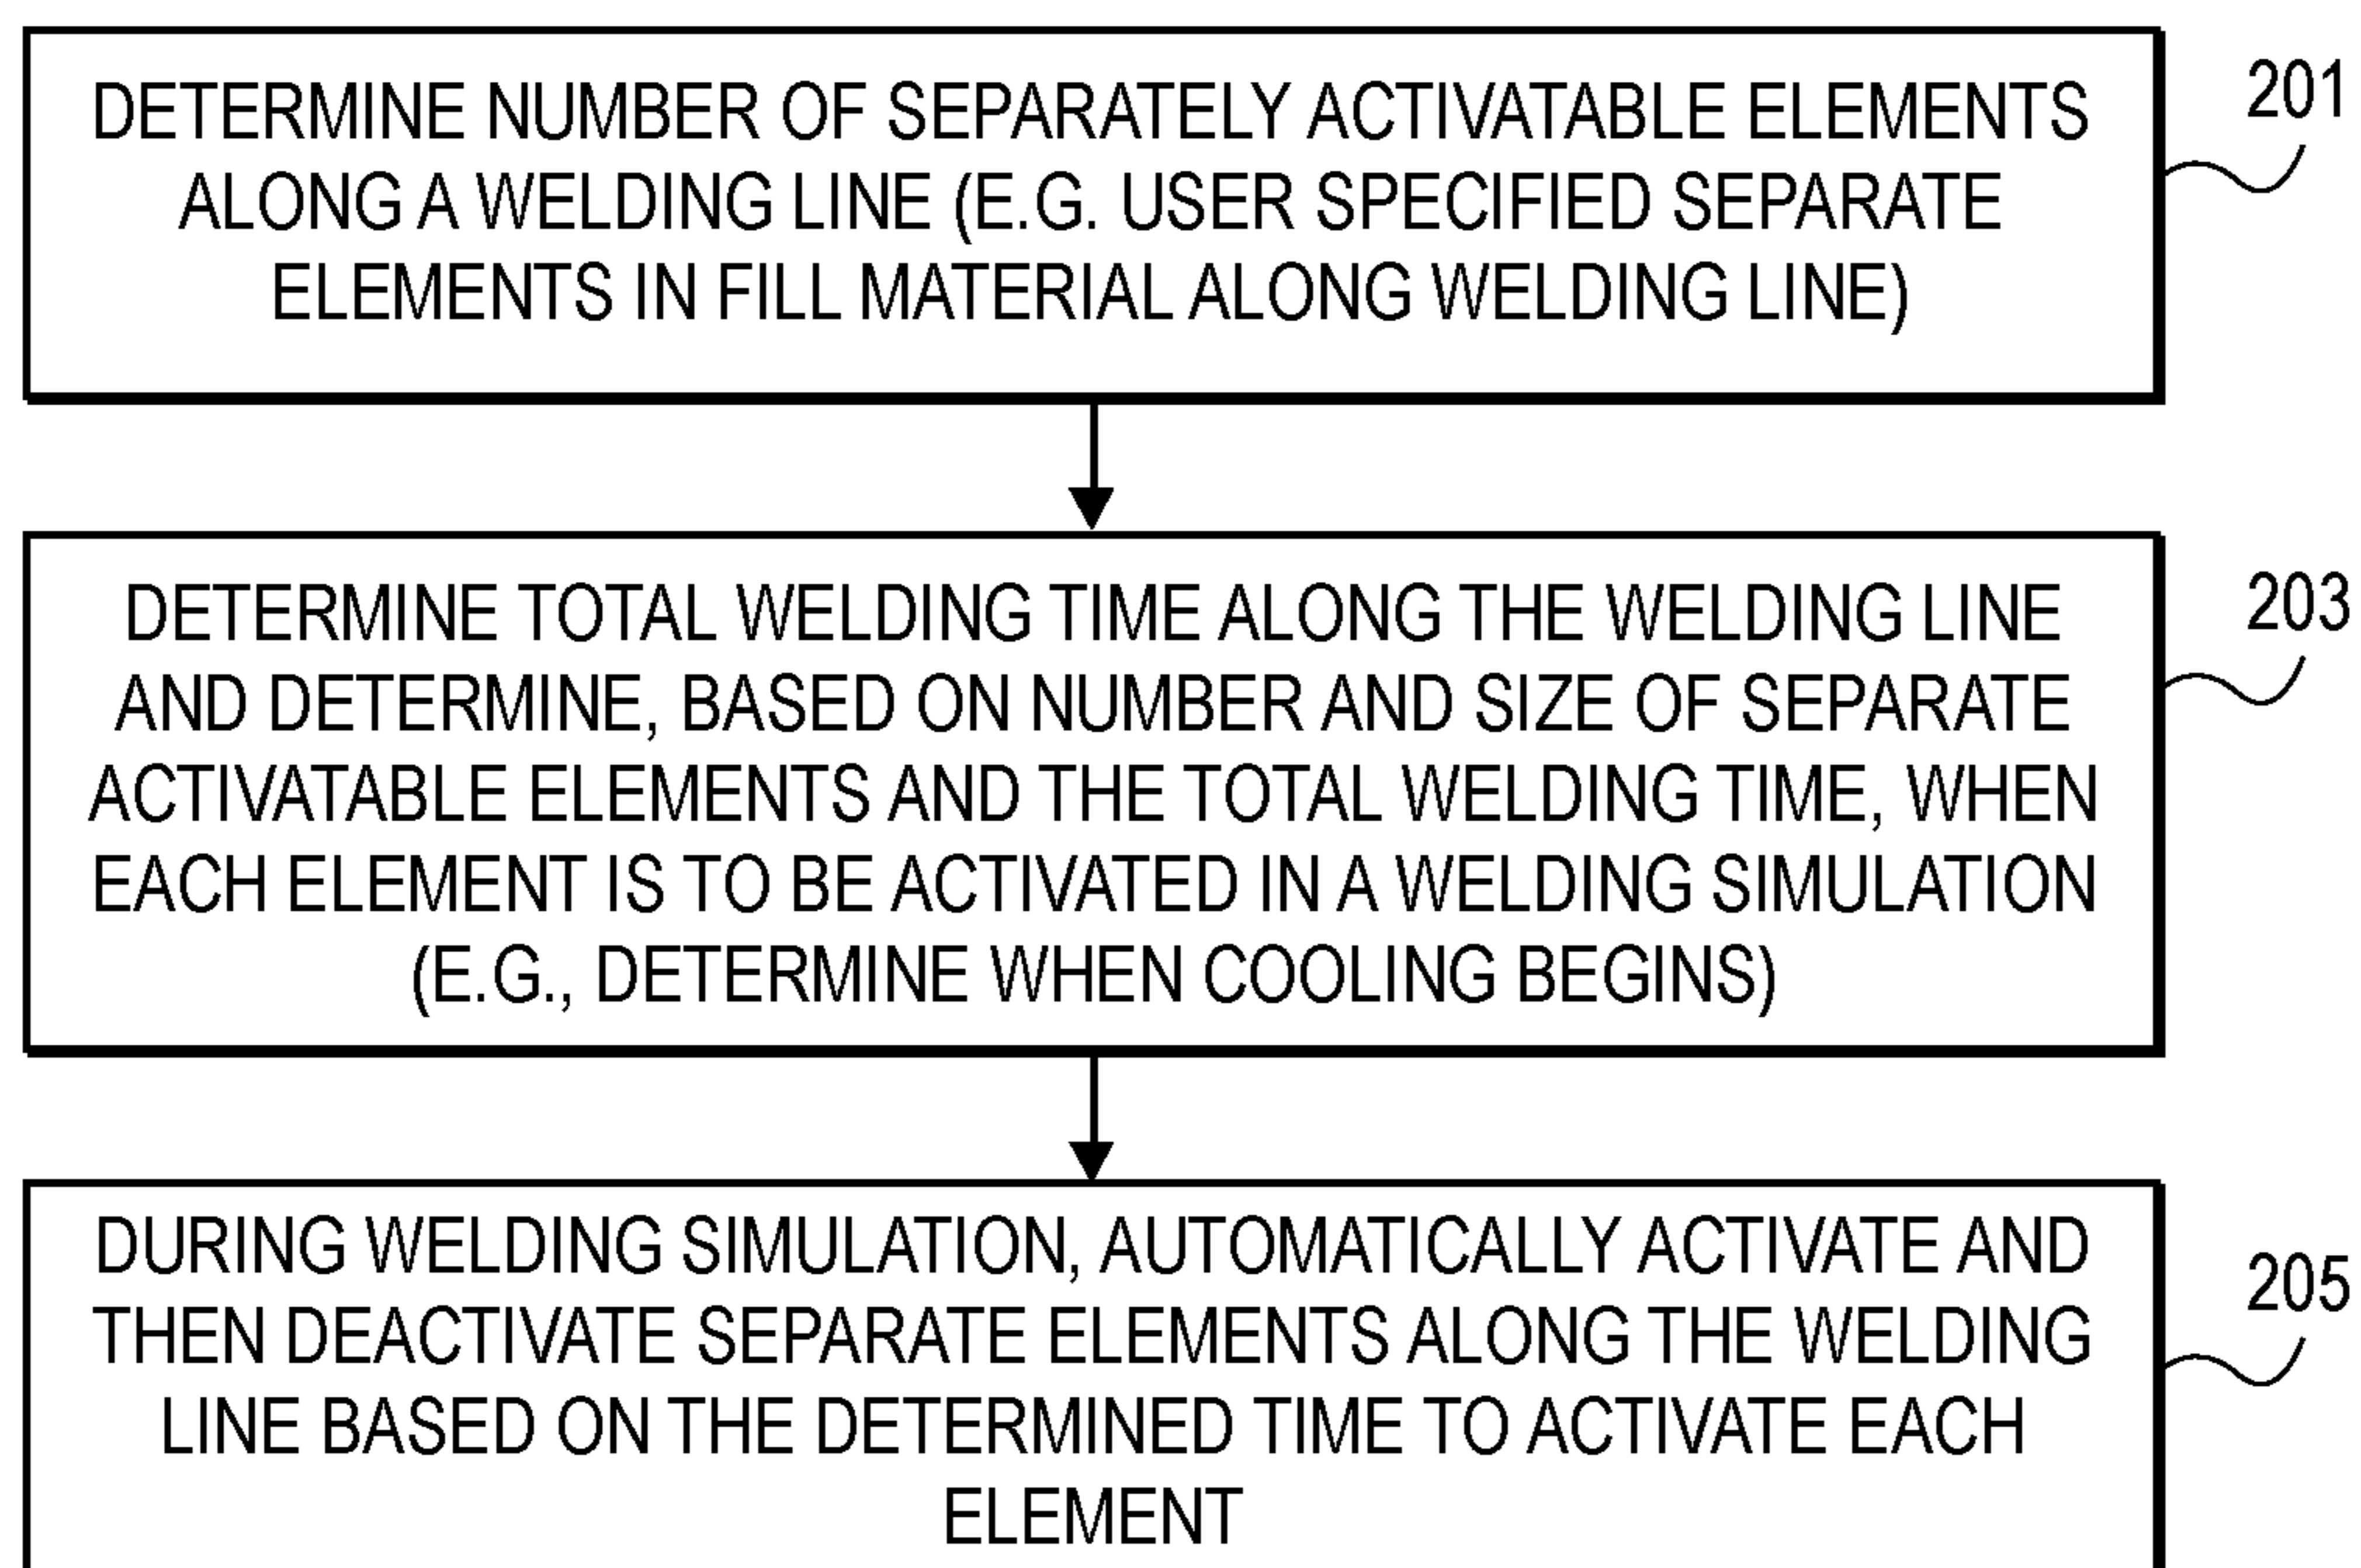 DETERMINE NUMBER OF SEPARATELY ACTIVATABLE ELEMENTS
ALONG A WELDING LINE (E.G. USER SPECIFIED SEPARATE
ELEMENTS IN FILL MATERIAL ALONG WELDING LINE)
201
DETERMINE TOTAL WELDING TIME ALONG THE WELDING LINE
AND DETERMINE, BASED ON NUMBER AND SIZE OF SEPARATE
ACTIVATABLE ELEMENTS AND THE TOTAL WELDING TIME, WHEN
EACH ELEMENT IS TO BE ACTIVATED IN A WELDING SIMULATION
(E.G., DETERMINE WHEN COOLING BEGINS)
203
DURING WELDING SIMULATION, AUTOMATICALLY ACTIVATE AND
THEN DEACTIVATE SEPARATE ELEMENTS ALONG THE WELDING
LINE BASED ON THE DETERMINED TIME TO ACTIVATE EACH
ELEMENT
205